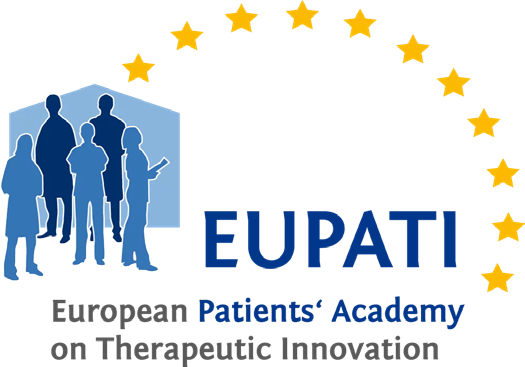 EUPATI
European Patients‘ Academy
on Therapeutic Innovation